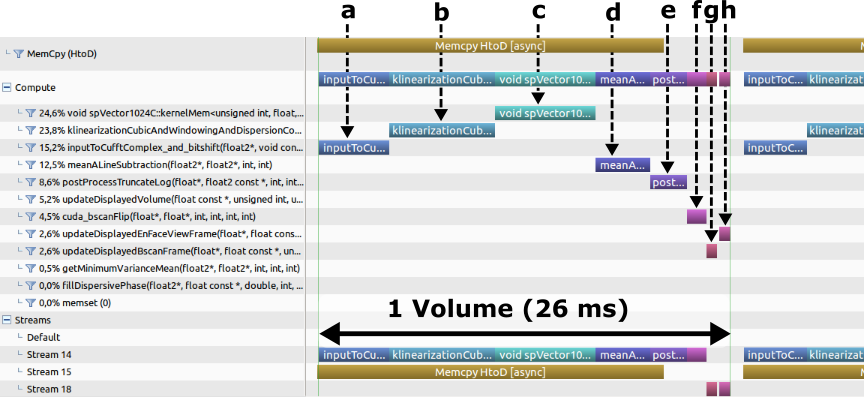 a b c d e f g h
MemCpy (HtoD) Memcpy HtoD [async] Me
Compute inputToCu... klinearizationCub... void spVector10... meanA... post... inputToC... klineariz
24,6% void spVector1024C::kernelMem<unsigned int, float,... void spVector10...
23,8% klinearizationCubicAndWindowingAndDispersionCo... klinearizationCub... klineariz
15,2% inputToCufftComplex_and_bitshift(float2*, void con... inputToCu... inputToC...
12,5% meanALineSubtraction(float2*, float2*, int, int) meanA...
8,6% postProcessTruncateLog(float*, float2 const *, int, int... post...
5,2% updateDisplayedVolume(float const *, unsigned int, u...
4,5% cuda_bscanFlip(float*, float*, int, int, int, int)
2,6% updateDisplayedEnFaceViewFrame(float*, float cons...
2,6% updateDisplayedBscanFrame(float*, float const *, un...
0,5% getMinimumVarianceMean(float2*, float2*, int, int, int)
0,0% fillDispersivePhase(float2*, float const *, double, int,...
0,0% memset (0)
1 Volume (26 ms)
Streams
Default
Stream 14 inputToCu... klinearizationCub... void spVector10... meanA... post... inputToC... klineariz
Stream 15 Memcpy HtoD [async] Me
Stream 18